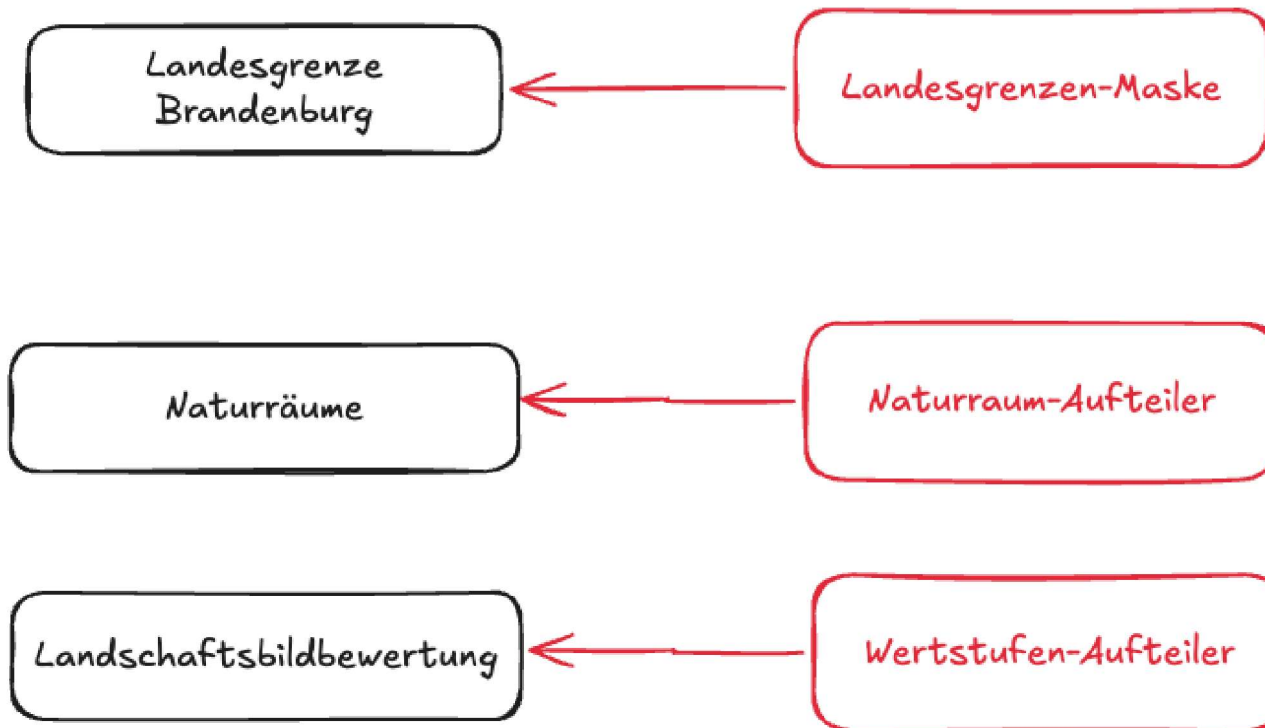 Landesgrenze
Brandenburg
Landesgrenzen-Maske
Naturräume
Naturraum-Aufteiler
Landschaftsbildbewertung
Wertstufen-Aufteiler